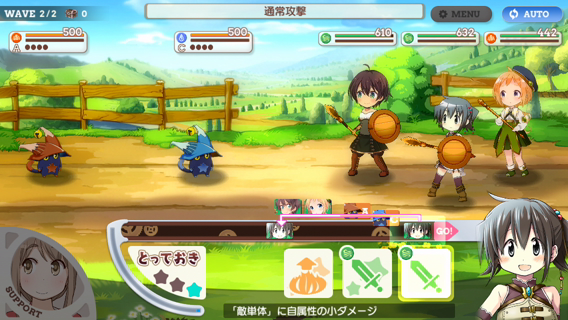 WAVE 2/2 0
通常攻撃
MENU
AUTO
500
A
500
C
610
632
442
GO!
とっておき
SUPPORT
「敵単体」に自属性の小ダメージ